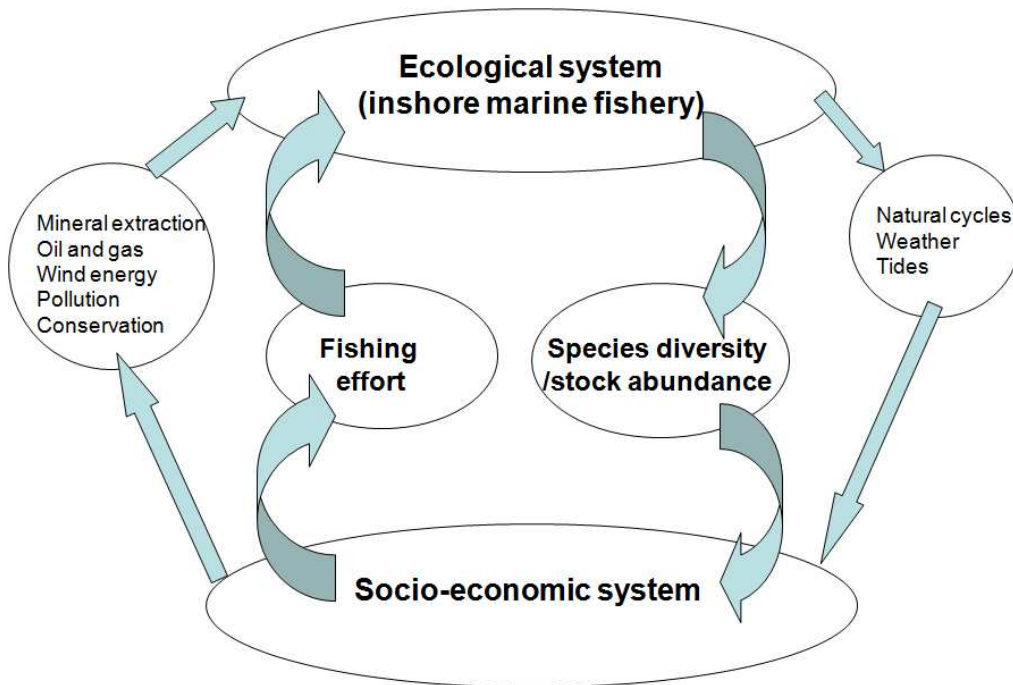 Ecological system
(inshore marine fishery)
Mineral extraction
Oil and gas
Wind energy
Pollution
Conservation
Natural cycles
Weather
Tides
Fishing
effort
Species diversity
/stock abundance
Socio-economic system